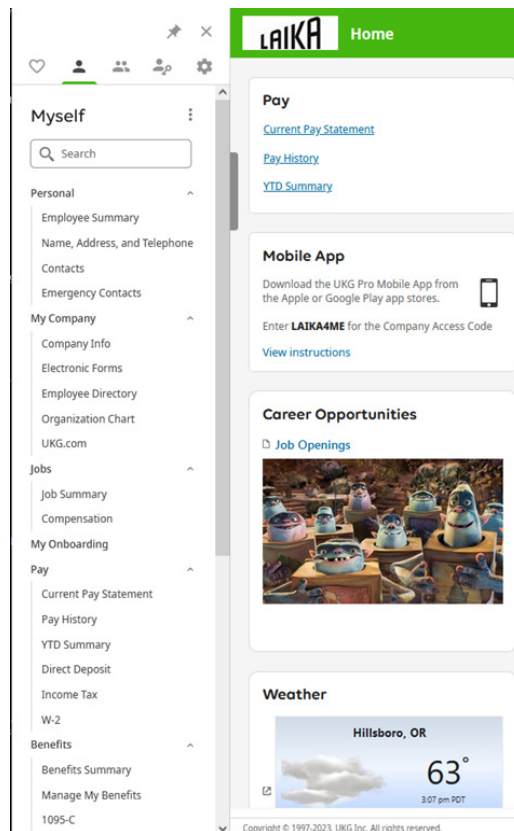 Myself
Search
Personal
Employee Summary
Name, Address, and Telephone
Contacts
Emergency Contacts
My Company
Company Info
Electronic Forms
Employee Directory
Organization Chart
UKG.com
Jobs
Job Summary
Compensation
My Onboarding
Pay
Current Pay Statement
Pay History
YTD Summary
Direct Deposit
Income Tax
W-2
Benefits
Benefits Summary
Manage My Benefits
1095-C
LAIKA
Home
Pay
Current Pay Statement
Pay History
YTD Summary
Mobile App
Download the UKG Pro Mobile App from
the Apple or Google Play app stores.
Enter LAIKA4ME for the Company Access Code
View instructions
Career Opportunities
Job Openings
Weather
Hillsboro, OR
63°
3:07 pm PDT
Copyright © 1997-2023. UKG Inc. All rights reserved.